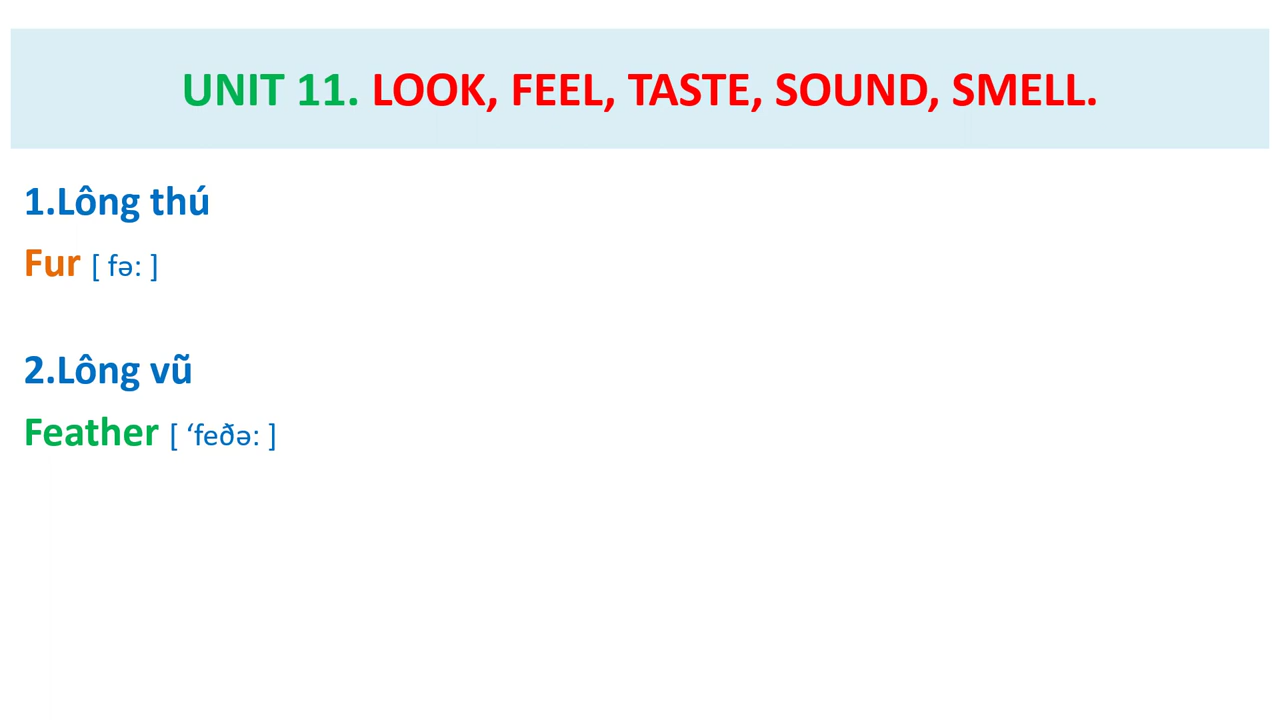 UNIT 11. LOOK, FEEL, TASTE, SOUND, SMELL.
1.Lông thú
Fur [ fə: ]
2.Lông vũ
Feather [ ‘feðə: ]